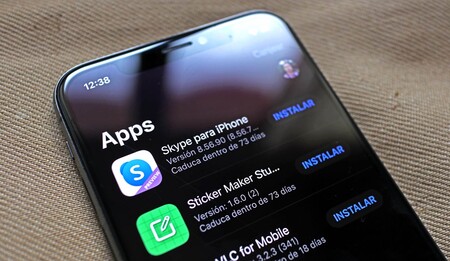 12:38
Apps
Skype para iPhone
Versión 8.56.90 (8.56.7...
Caduca dentro de 73 días
INSTALAR
S
PREVIEW
Sticker Maker Stu...
Versión: 1.6.0 (2)
Caduca dentro de 73 días
INSTALAR
VLC for Mobile
3.2.3 (341)
o de 18 días
INSTALAR